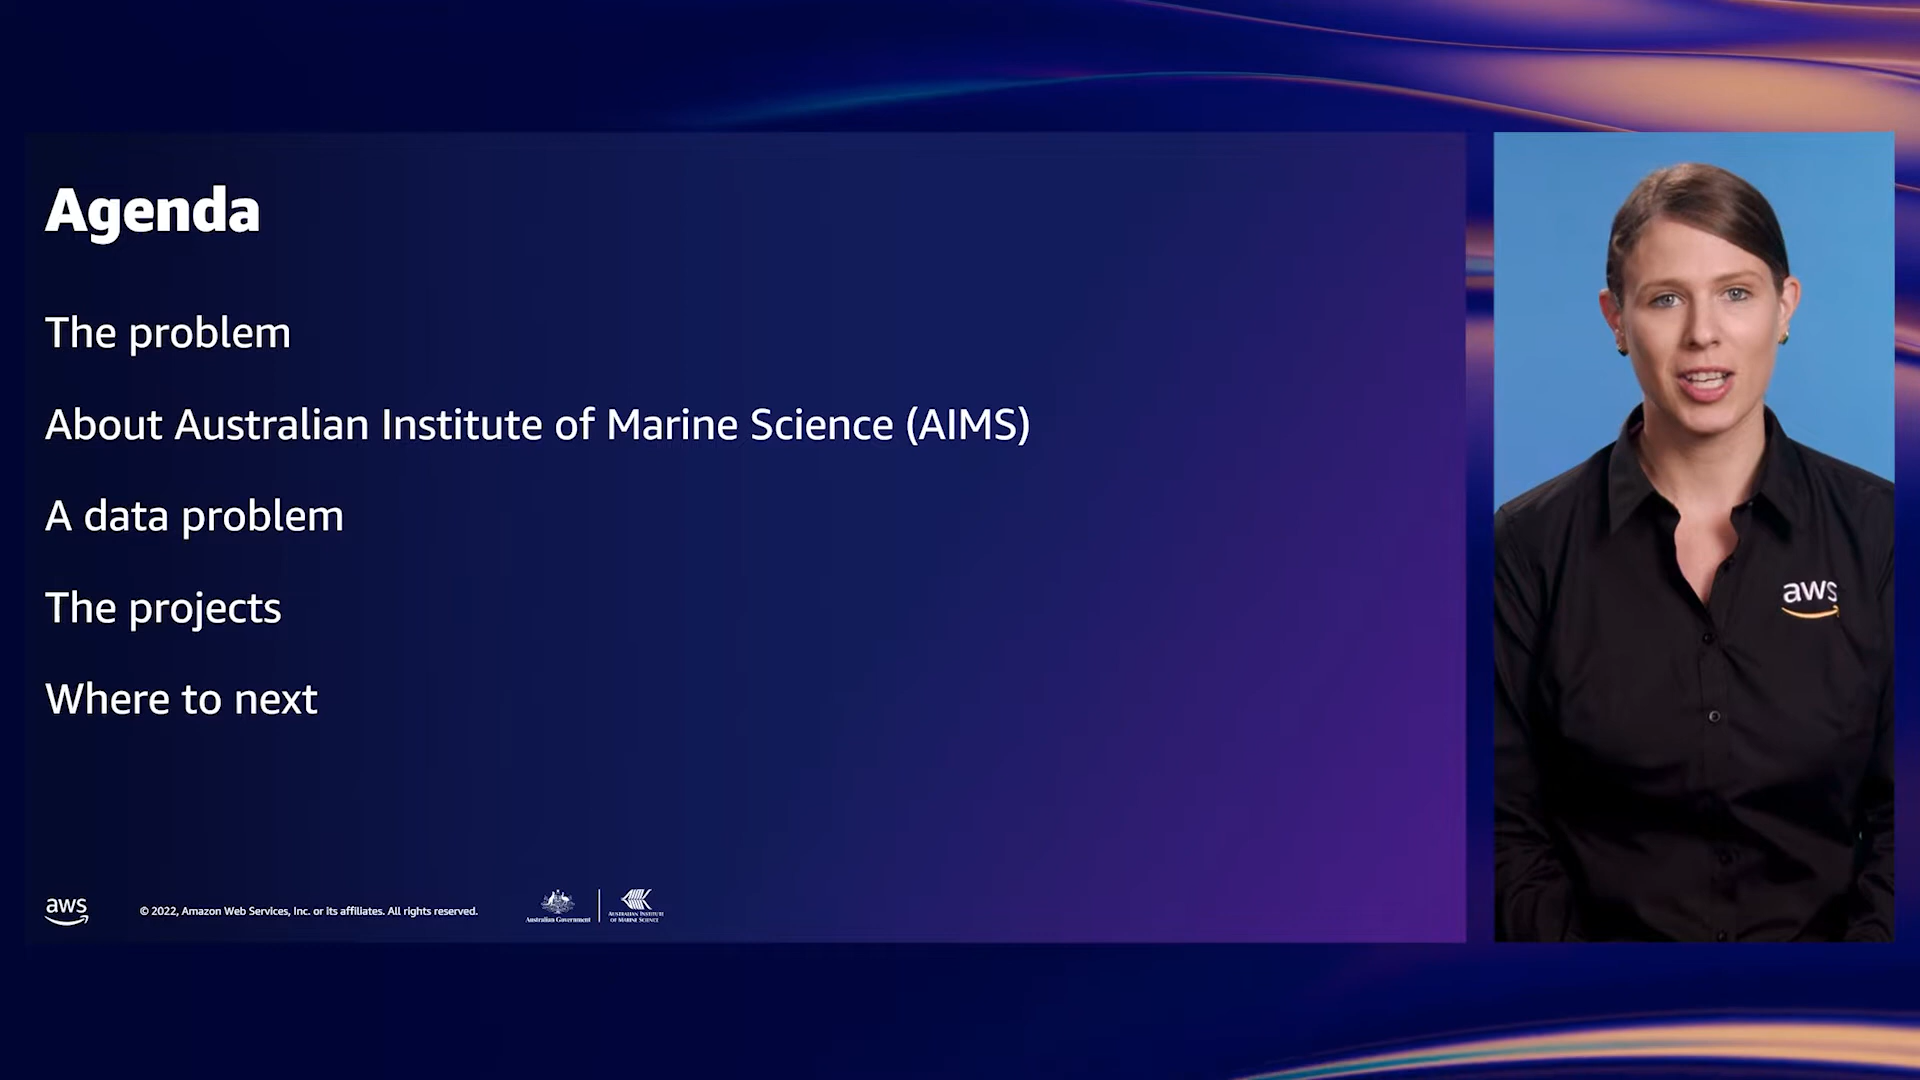 Agenda
The problem
About Australian Institute of Marine Science (AIMS)
A data problem
The projects
Where to next
aws
© 2022, Amazon Web Services, Inc. or its affiliates. All rights reserved.
Australian Government
AUSTRALIAN INSTITUTE
OF MARINE SCIENCE
aws